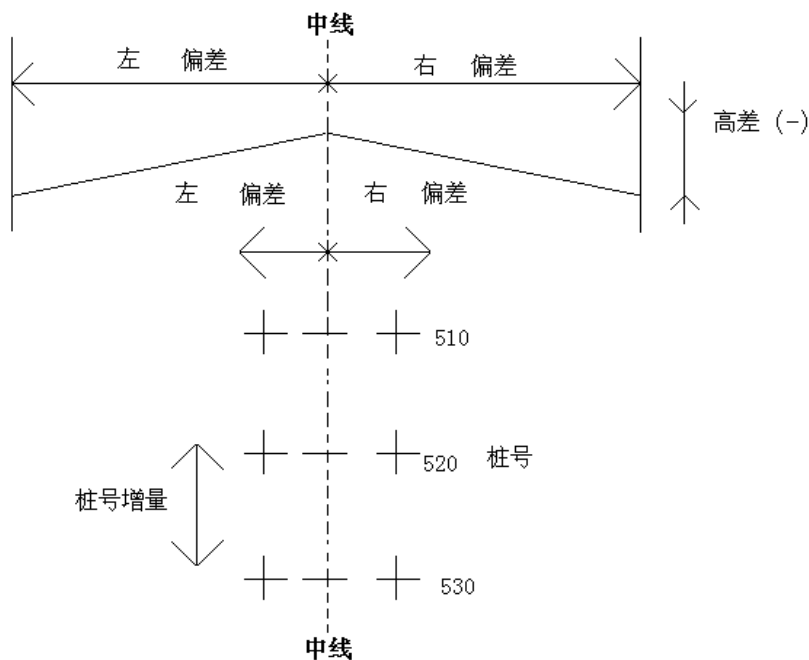 中线
左 偏差
右 偏差
高差 (-)
左 偏差
右 偏差
510
520 桩号
桩号增量
530
中线